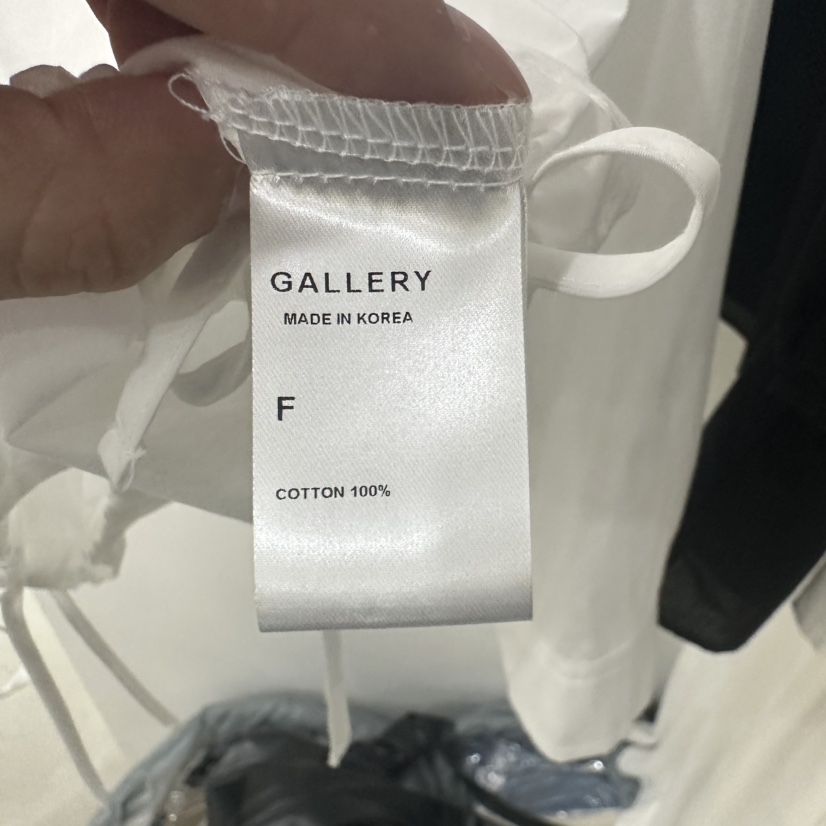 GALLERY
MADE IN KOREA
F
COTTON 100%